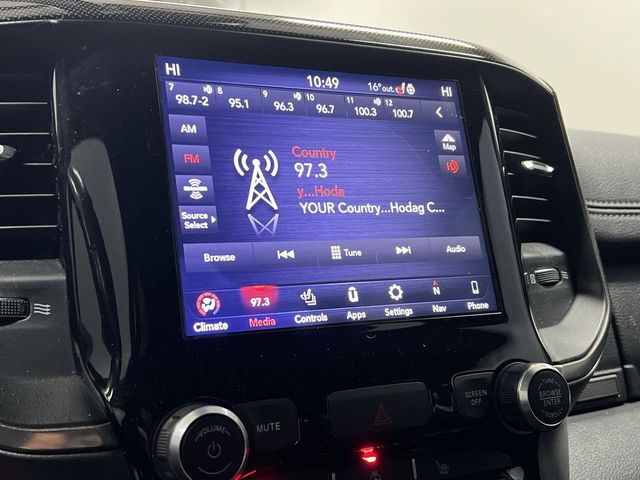 HI 10:49 16°out. HI
7 98.7-2 8 95.1 9 96.3 10 96.7 11 100.3 12 100.7
AM
Map
FM
Country
97.3
y...Hoda
YOUR Country...Hodag C...
Source
Select
Browse Tune Audio
97.3
Climate Media Controls Apps Settings Nav Phone
N
VOLUME
MUTE
SCREEN
OFF
TUNE
BROWSE
ENTER
SCROLL